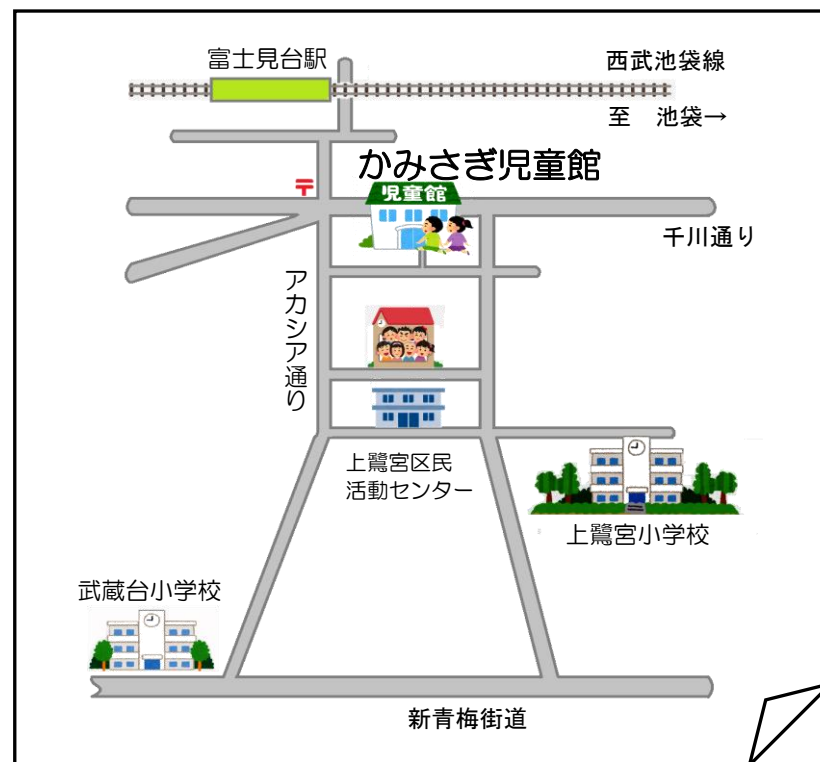 富士見台駅
西武池袋線
至 池袋→
かみさぎ児童館
〒
児童館
千川通り
アカシア通り
上鷺宮区民
活動センター
上鷺宮小学校
武蔵台小学校
新青梅街道